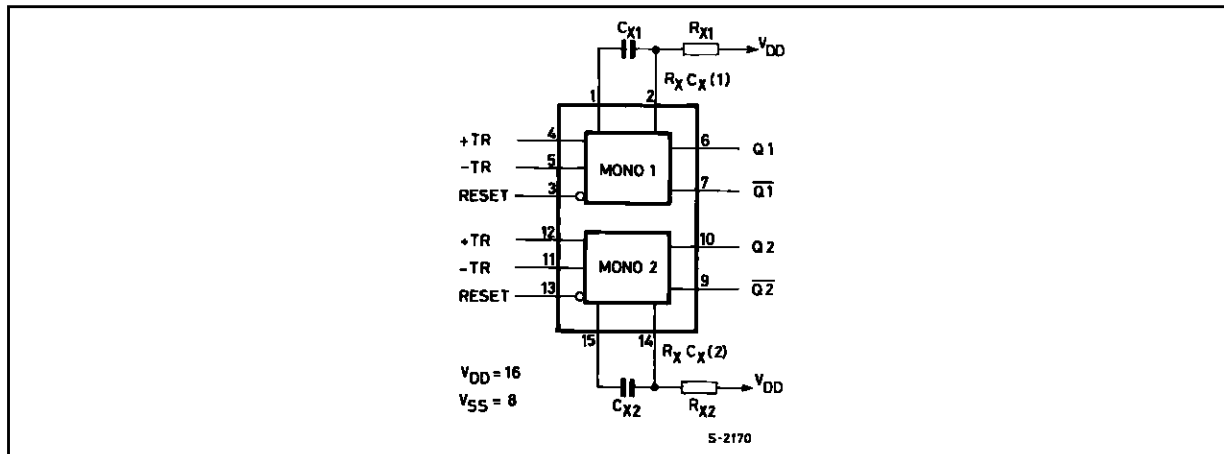 CX1 RX1 VDD
RX CX(1)
1 2
+TR 4 6 Q1
-TR 5 MONO 1
RESET 3 7 Q1
+TR 12 10 Q2
-TR 11 MONO 2
RESET 13 9 Q2
15 14 RX CX(2)
VDD = 16 VDD
VSS = 8 CX2 RX2
S-2170